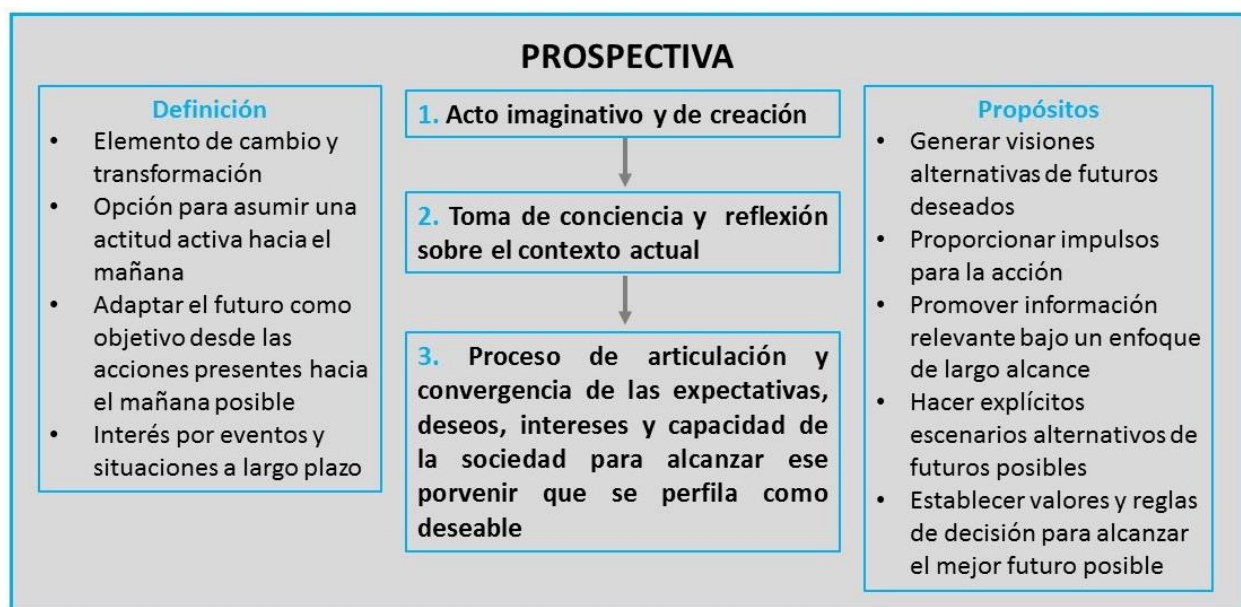 PROSPECTIVA
Definición
• Elemento de cambio y
transformación
• Opción para asumir una
actitud activa hacia el
mañana
• Adaptar el futuro como
objetivo desde las
acciones presentes hacia
el mañana posible
• Interés por eventos y
situaciones a largo plazo
1. Acto imaginativo y de creación
2. Toma de conciencia y reflexión
sobre el contexto actual
3. Proceso de articulación y
convergencia de las expectativas,
deseos, intereses y capacidad de
la sociedad para alcanzar ese
porvenir que se perfila como
deseable
Propósitos
• Generar visiones
alternativas de futuros
deseados
• Proporcionar impulsos
para la acción
• Promover información
relevante bajo un enfoque
de largo alcance
• Hacer explícitos
escenarios alternativos de
futuros posibles
• Establecer valores y reglas
de decisión para alcanzar
el mejor futuro posible